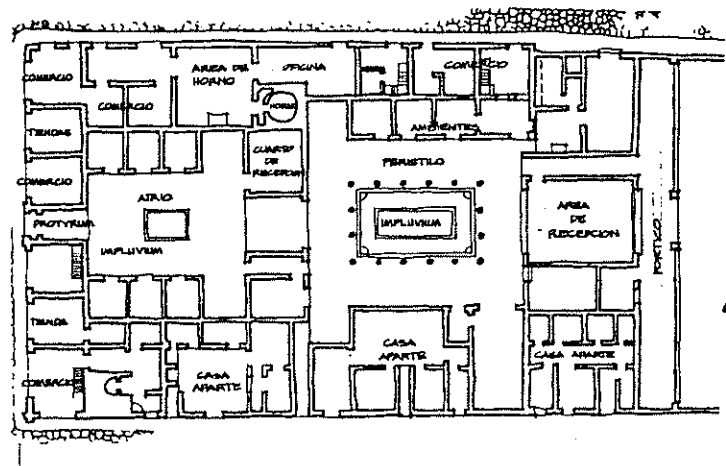 COMERCIO
COMERCIO
TIENDAS
COMERCIO
PROTYRUM
TIENDA
COMERCIO
AREA DE
HORNO
HORNO
OFICINA
COMERCIO
AMBIENTES
CUARTO
DE
RECEPCION
ATRIO
IMPLUVIUM
PERISTILO
IMPLUVIUM
AREA
DE
RECEPCION
PORTICO
CASA
APARTE
CASA
APARTE
CASA APARTE